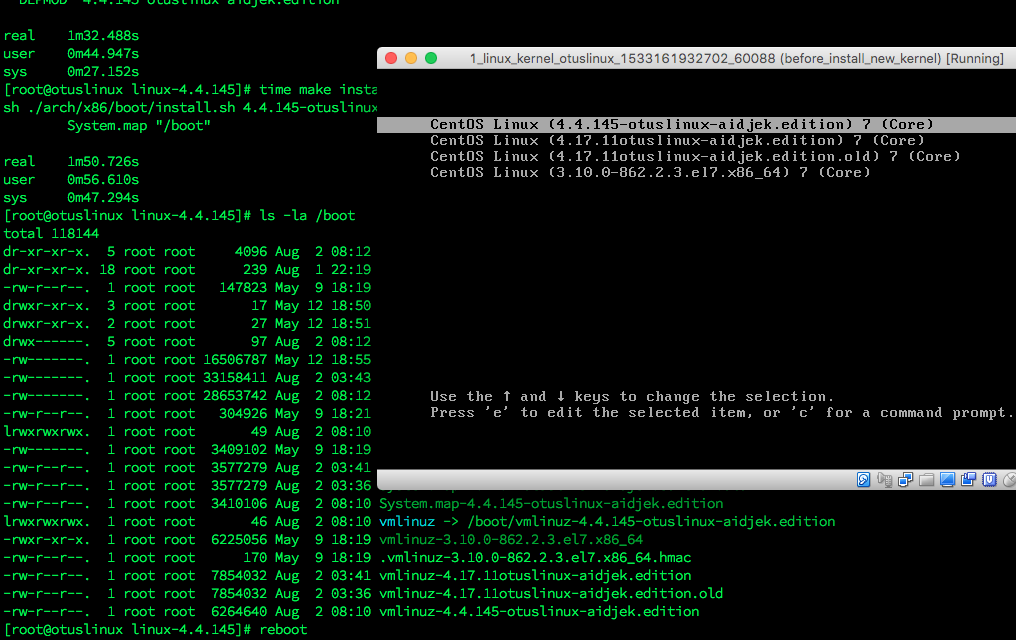 DEPMOD  4.4.145-otuslinux-aidjek.edition
real    1m32.488s
user    0m44.947s
sys     0m27.152s
[root@otuslinux linux-4.4.145]# time make insta
sh ./arch/x86/boot/install.sh 4.4.145-otuslinux
System.map "/boot"
real    1m50.726s
user    0m56.610s
sys     0m47.294s
[root@otuslinux linux-4.4.145]# ls -la /boot
total 118144
dr-xr-xr-x.  5 root root     4096 Aug  2 08:12
dr-xr-xr-x. 18 root root      239 Aug  1 22:19
-rw-r--r--.  1 root root   147823 May  9 18:19
drwxr-xr-x.  3 root root       17 May 12 18:50
drwxr-xr-x.  2 root root       27 May 12 18:51
drwx------.  5 root root       97 Aug  2 08:12
-rw-------.  1 root root 16506787 May 12 18:55
-rw-------.  1 root root 33158411 Aug  2 03:43
-rw-------.  1 root root 28653742 Aug  2 08:12
-rw-r--r--.  1 root root   304926 May  9 18:21
lrwxrwxrwx.  1 root root       49 Aug  2 08:10
-rw-------.  1 root root  3409102 May  9 18:19
-rw-r--r--.  1 root root  3577279 Aug  2 03:41
-rw-r--r--.  1 root root  3577279 Aug  2 03:36
-rw-r--r--.  1 root root  3410106 Aug  2 08:10 System.map-4.4.145-otuslinux-aidjek.edition
lrwxrwxrwx.  1 root root       46 Aug  2 08:10 vmlinuz -> /boot/vmlinuz-4.4.145-otuslinux-aidjek.edition
-rwxr-xr-x.  1 root root  6225056 May  9 18:19 vmlinuz-3.10.0-862.2.3.el7.x86_64
-rw-r--r--.  1 root root      170 May  9 18:19 .vmlinuz-3.10.0-862.2.3.el7.x86_64.hmac
-rw-r--r--.  1 root root  7854032 Aug  2 03:41 vmlinuz-4.17.11otuslinux-aidjek.edition
-rw-r--r--.  1 root root  7854032 Aug  2 03:36 vmlinuz-4.17.11otuslinux-aidjek.edition.old
-rw-r--r--.  1 root root  6264640 Aug  2 08:10 vmlinuz-4.4.145-otuslinux-aidjek.edition
[root@otuslinux linux-4.4.145]# reboot
1_linux_kernel_otuslinux_1533161932702_60088 (before_install_new_kernel) [Running]
CentOS Linux (4.4.145-otuslinux-aidjek.edition) 7 (Core)
CentOS Linux (4.17.11otuslinux-aidjek.edition) 7 (Core)
CentOS Linux (4.17.11otuslinux-aidjek.edition.old) 7 (Core)
CentOS Linux (3.10.0-862.2.3.el7.x86_64) 7 (Core)
Use the ↑ and ↓ keys to change the selection.
Press 'e' to edit the selected item, or 'c' for a command prompt.